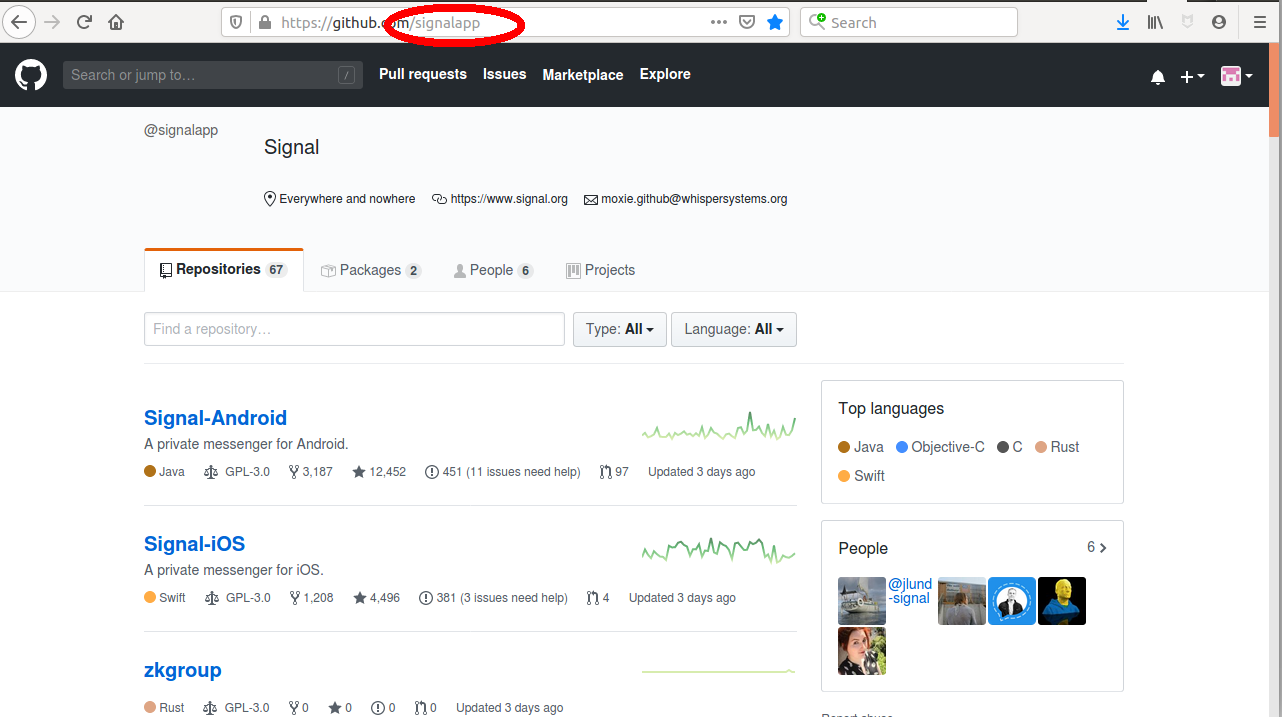 https://github.com/signalapp
Search
Search or jump to…
/
Pull requests Issues Marketplace Explore
@signalapp
Signal
Everywhere and nowhere https://www.signal.org moxie.github@whispersystems.org
Repositories 67 Packages 2 People 6 Projects
Find a repository…
Type: All Language: All
Signal-Android
A private messenger for Android.
Java GPL-3.0 3,187 12,452 451 (11 issues need help) 97 Updated 3 days ago
Signal-iOS
A private messenger for iOS.
Swift GPL-3.0 1,208 4,496 381 (3 issues need help) 4 Updated 3 days ago
zkgroup
Rust GPL-3.0 0 0 0 0 Updated 3 days ago
Top languages
Java Objective-C C Rust
Swift
People 6
@jlund
-signal
Report abuse